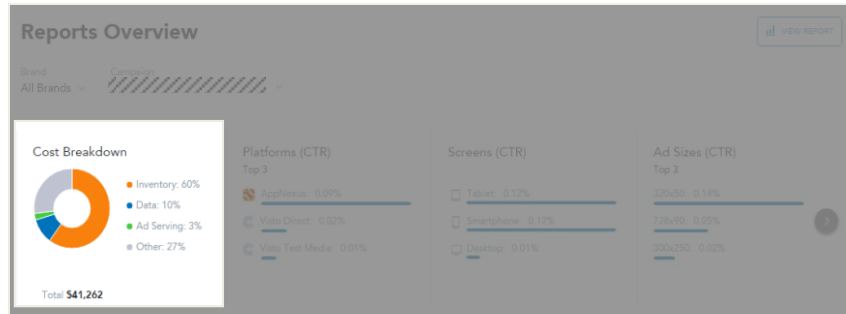 Reports Overview
VIEW REPORT
Brand
Campaign
All Brands
Cost Breakdown
Inventory: 60%
Data: 10%
Ad Serving: 3%
Other: 27%
Total $41,262
Platforms (CTR)
Top 3
AppNexus: 0.09%
Visto Direct: 0.02%
Visto Test Media: 0.01%
Screens (CTR)
Tablet: 0.12%
Smartphone: 0.12%
Desktop: 0.01%
Ad Sizes (CTR)
Top 3
320x50: 0.14%
728x90: 0.05%
300x250: 0.02%